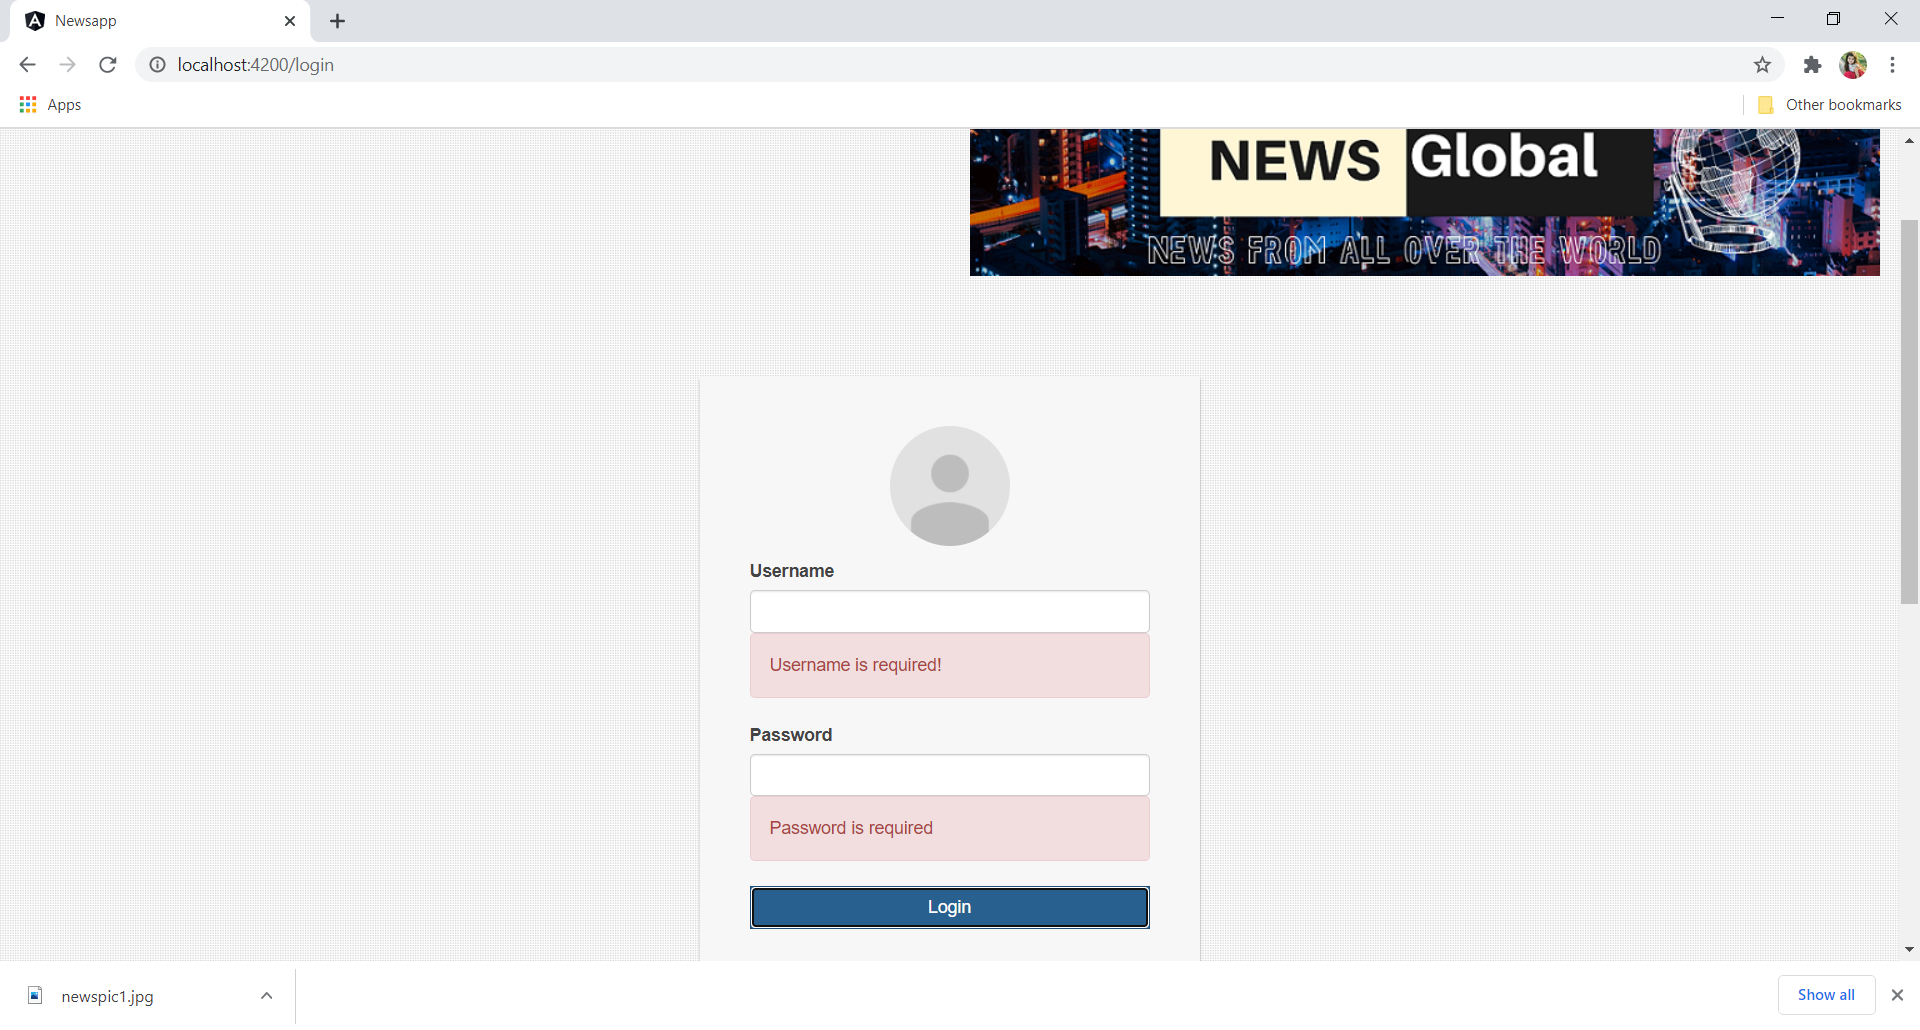 Newsapp
localhost:4200/login
Apps
Other bookmarks
NEWS Global
NEWS FROM ALL OVER THE WORLD
Username
Username is required!
Password
Password is required
Login
newspic1.jpg
Show all